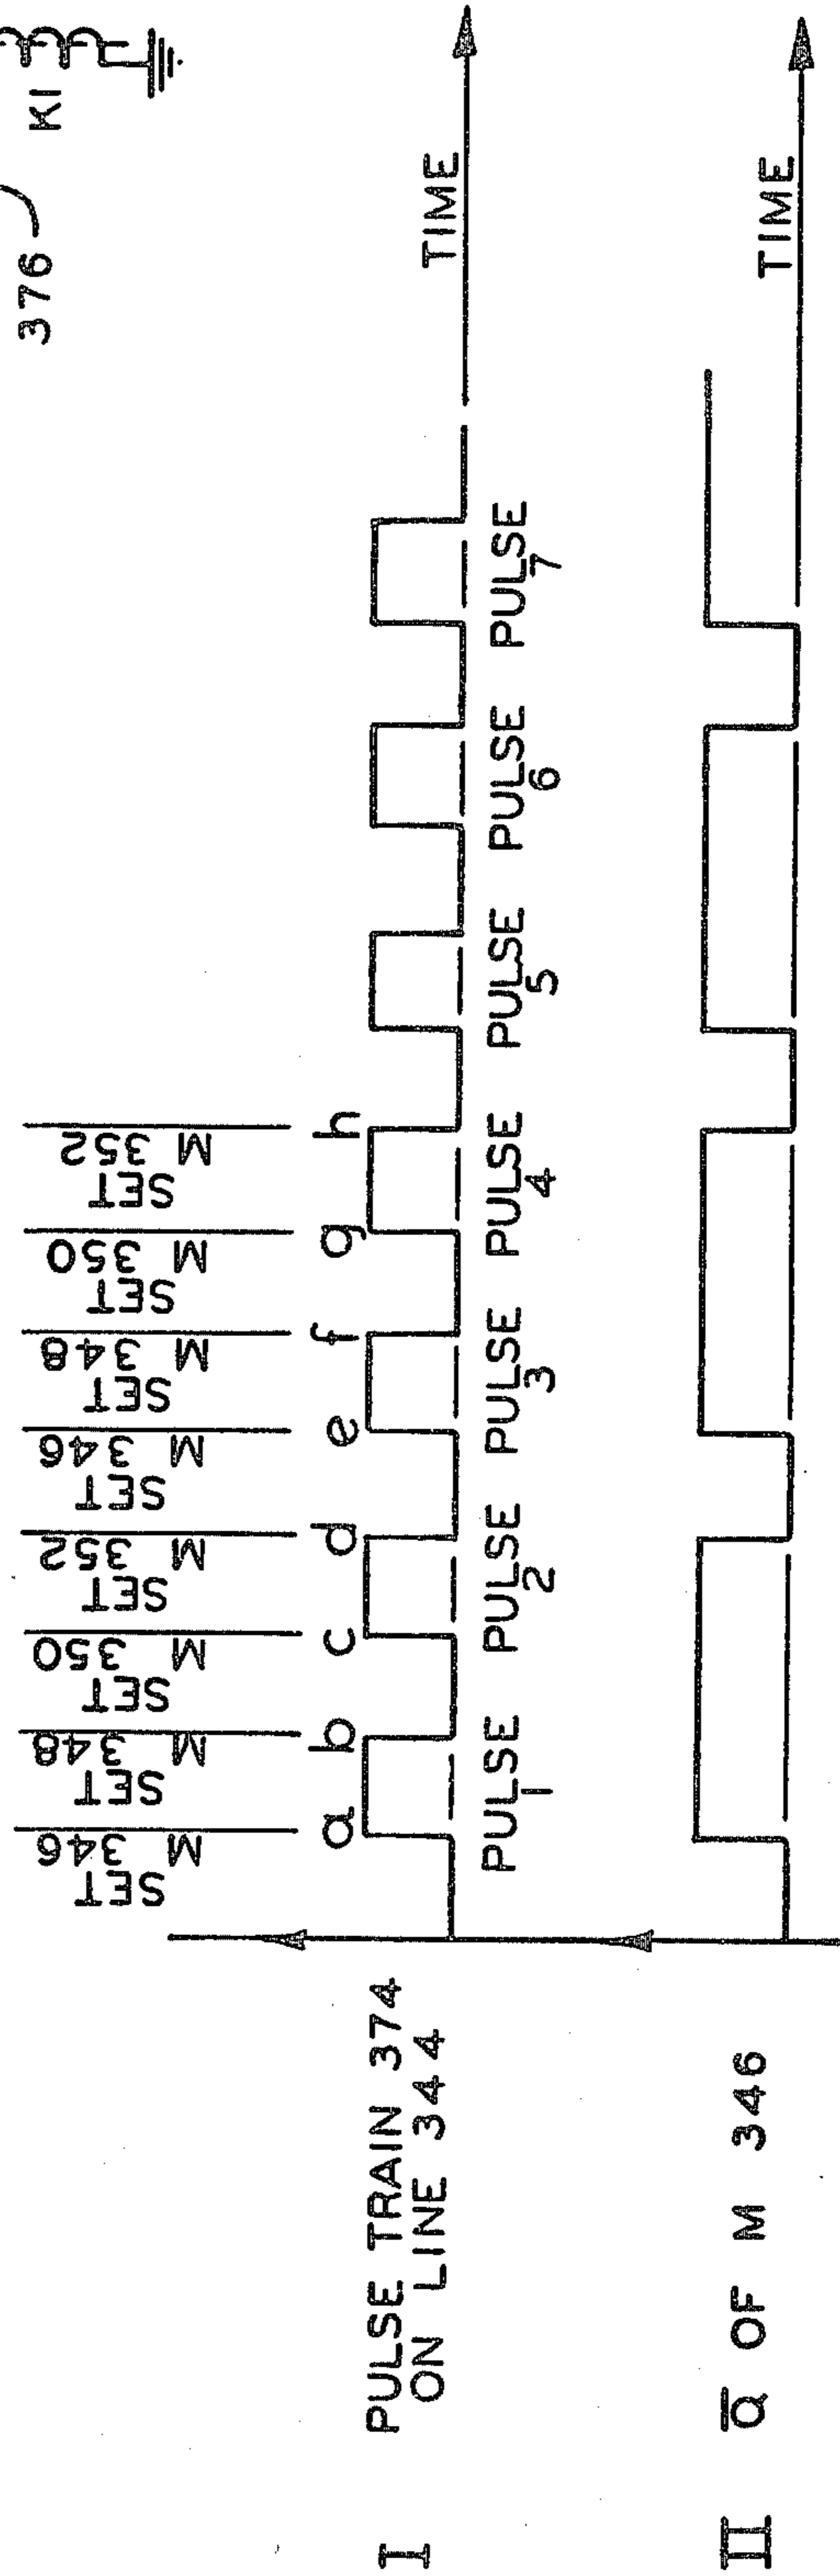 376
K1
SET M 346
SET M 348
SET M 350
SET M 352
SET M 346
SET M 348
SET M 350
SET M 352
a b c d e f g h
I PULSE TRAIN 374
ON LINE 344
TIME
PULSE 1
PULSE 2
PULSE 3
PULSE 4
PULSE 5
PULSE 6
PULSE 7
II Q̅ OF M 346
TIME